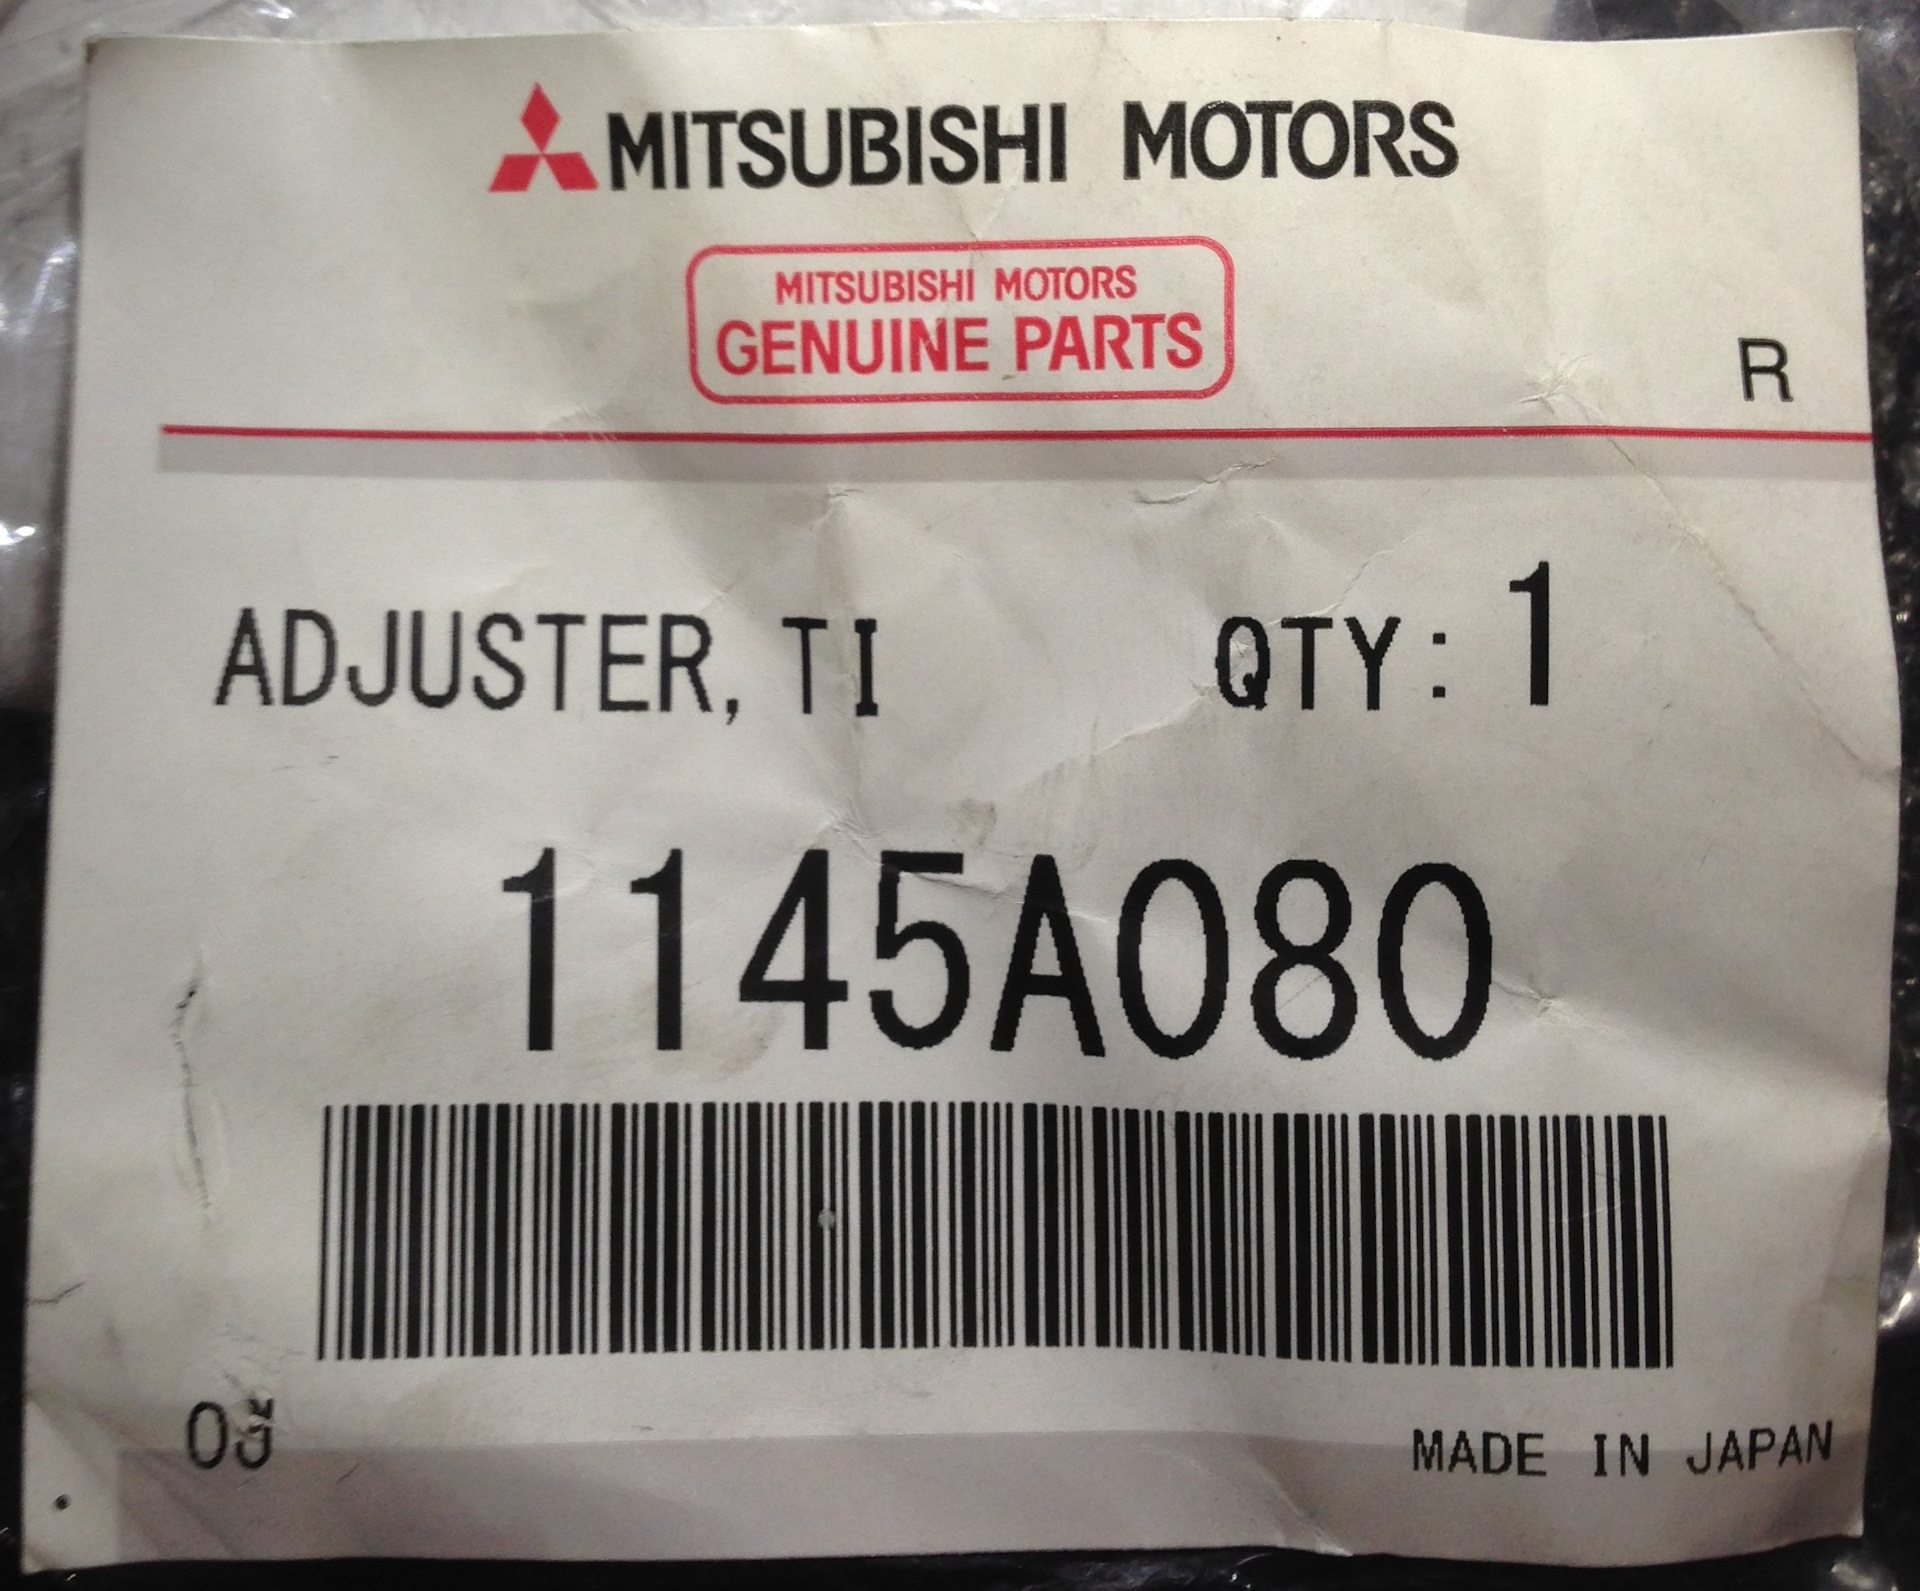 MITSUBISHI MOTORS
MITSUBISHI MOTORS
GENUINE PARTS
R
ADJUSTER, TI QTY: 1
1145A080
MADE IN JAPAN